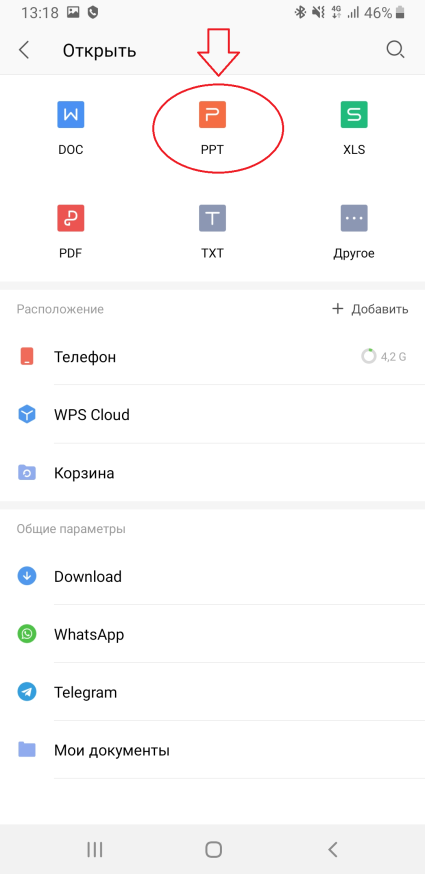 13:18 4G 46%
Открыть
DOC PPT XLS
PDF TXT Другое
Расположение + Добавить
Телефон 4,2 G
WPS Cloud
Корзина
Общие параметры
Download
WhatsApp
Telegram
Мои документы